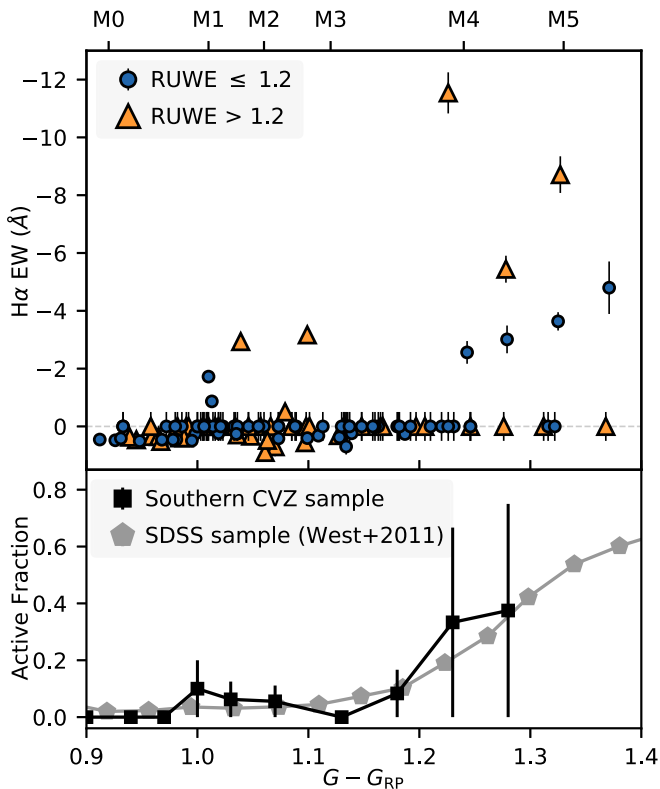 M0 M1 M2 M3 M4 M5
RUWE ≤ 1.2
RUWE > 1.2
−12
−10
−8
−6
−4
−2
0
Hα EW (Å)
Southern CVZ sample
SDSS sample (West+2011)
0.8
0.6
0.4
0.2
0.0
Active Fraction
0.9 1.0 1.1 1.2 1.3 1.4
G − G_RP